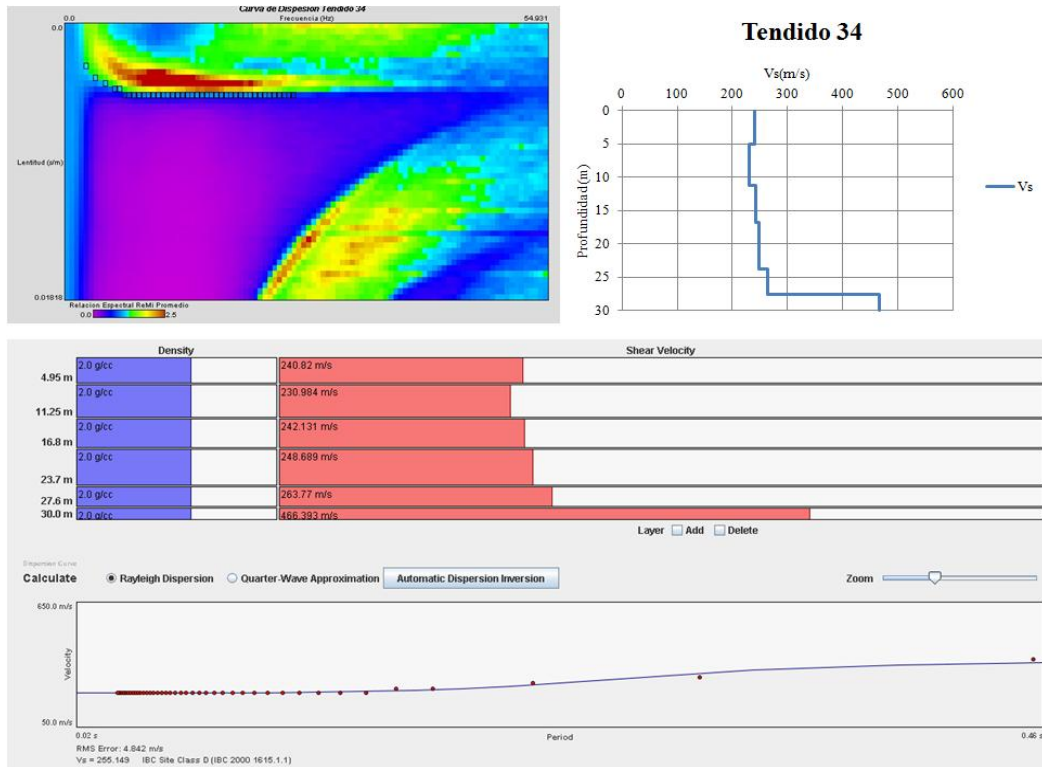 Curva de Dispesión Tendido 34
0.0 Frecuencia (Hz) 54.931
0.0
Lentitud (s/m)
0.01818
Relacion Espectral ReMi Promedio
0.0 2.5
Tendido 34
Vs(m/s)
0 100 200 300 400 500 600
0
5
10
15
20
25
30
Profundidad(m)
Vs
Density Shear Velocity
2.0 g/cc 240.82 m/s
4.95 m
2.0 g/cc 230.984 m/s
11.25 m
2.0 g/cc 242.131 m/s
16.8 m
2.0 g/cc 248.689 m/s
23.7 m
2.0 g/cc 263.77 m/s
27.6 m
2.0 g/cc 466.393 m/s
30.0 m
Layer Add Delete
Dispersion Curve
Calculate Rayleigh Dispersion Quarter-Wave Approximation Automatic Dispersion Inversion Zoom
650.0 m/s
Velocity
50.0 m/s
0.02 s Period 0.46 s
RMS Error: 4.842 m/s
Vs = 255.149 IBC Site Class D (IBC 2000 1615.1.1)